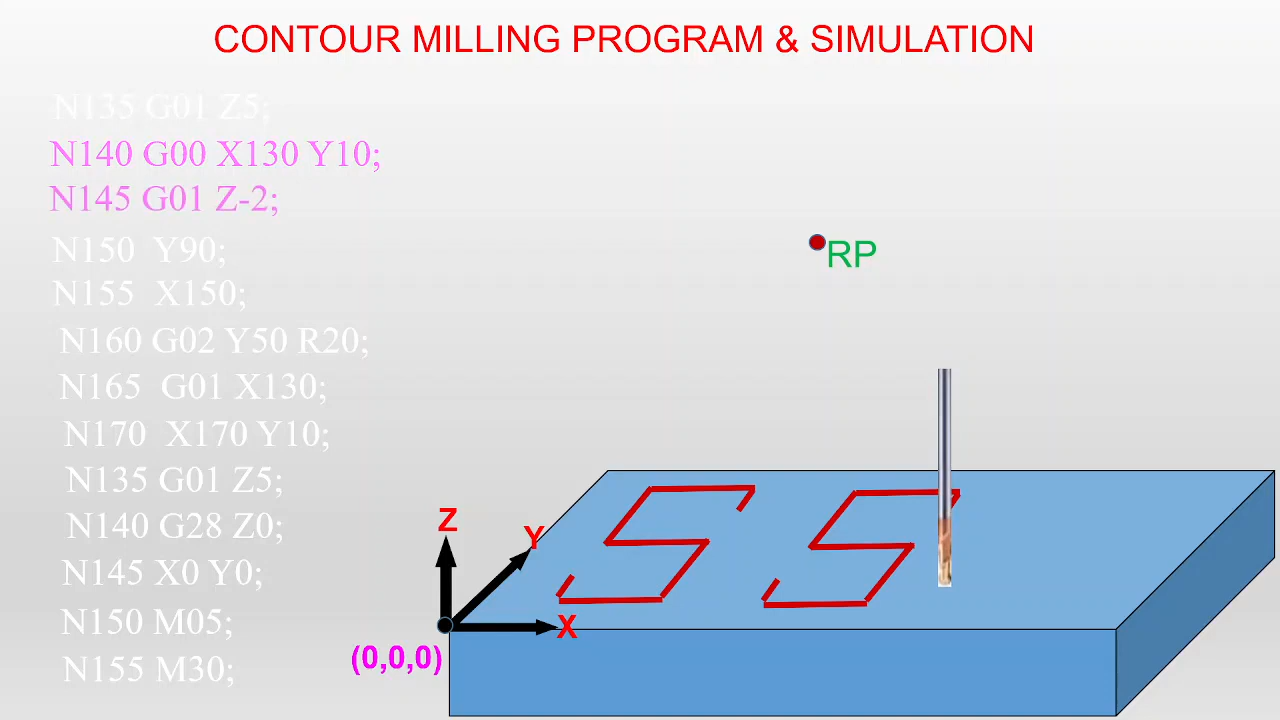 CONTOUR MILLING PROGRAM & SIMULATION
N135 G01 Z5;
N140 G00 X130 Y10;
N145 G01 Z-2;
N150 Y90;
N155 X150;
N160 G02 Y50 R20;
N165 G01 X130;
N170 X170 Y10;
N135 G01 Z5;
N140 G28 Z0;
N145 X0 Y0;
N150 M05;
N155 M30;
RP
Z
Y
X
(0,0,0)